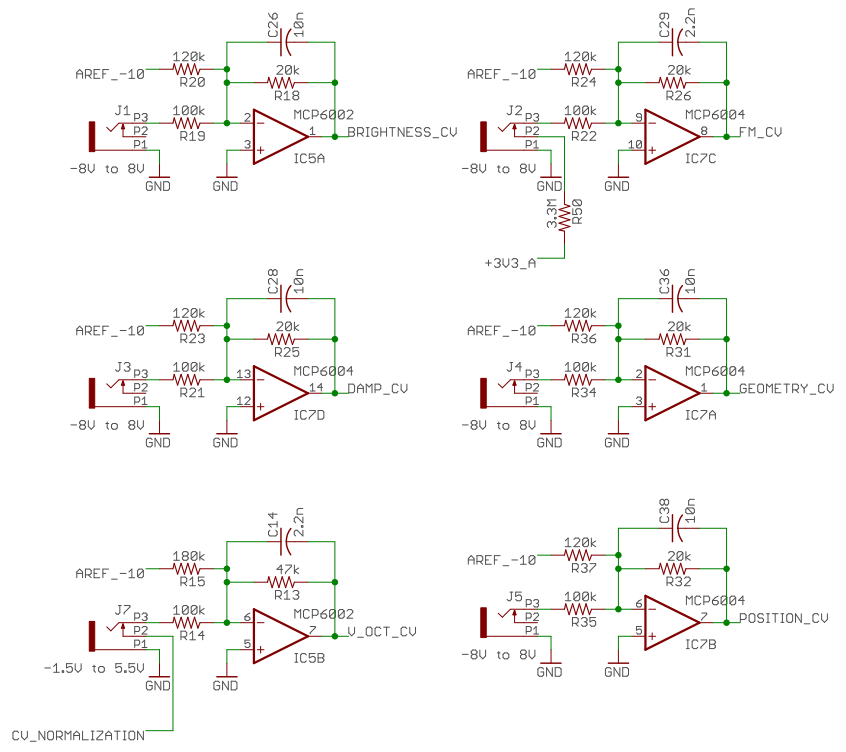 C26
10n
120k
AREF_-10
R20
20k
R18
J1
P3
P2
P1
100k
R19
MCP6002
2
3
1
BRIGHTNESS_CV
IC5A
-8V to 8V
GND
GND
C29
2.2n
120k
AREF_-10
R24
20k
R26
J2
P3
P2
P1
100k
R22
MCP6004
9
10
8
FM_CV
IC7C
-8V to 8V
GND
GND
3.3M
R50
+3V3_A
C28
10n
120k
AREF_-10
R23
20k
R25
J3
P3
P2
P1
100k
R21
MCP6004
13
12
14
DAMP_CV
IC7D
-8V to 8V
GND
GND
C36
10n
120k
AREF_-10
R36
20k
R31
J4
P3
P2
P1
100k
R34
MCP6004
2
3
1
GEOMETRY_CV
IC7A
-8V to 8V
GND
GND
C14
2.2n
180k
AREF_-10
R15
47k
R13
J7
P3
P2
P1
100k
R14
MCP6002
6
5
7
V_OCT_CV
IC5B
-1.5V to 5.5V
GND
GND
CV_NORMALIZATION
C38
10n
120k
AREF_-10
R37
20k
R32
J5
P3
P2
P1
100k
R35
MCP6004
6
5
7
POSITION_CV
IC7B
-8V to 8V
GND
GND